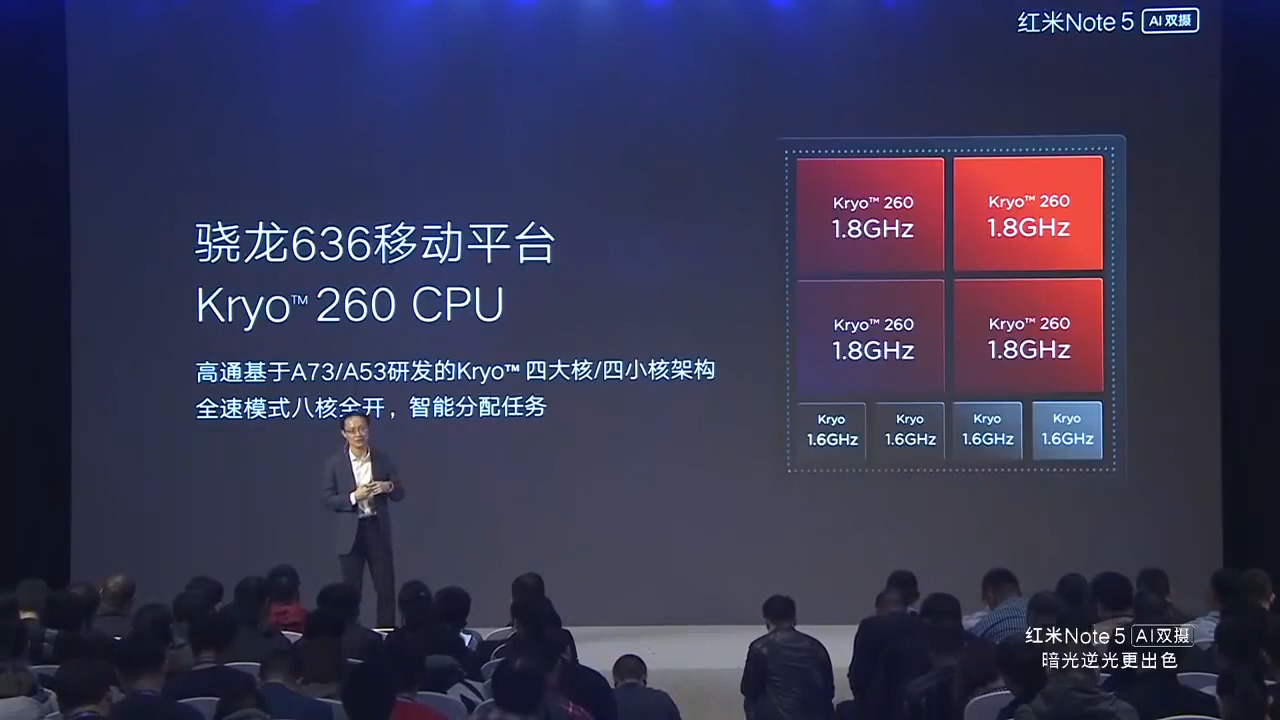 红米Note 5 AI 双摄
骁龙636移动平台
Kryo™ 260 CPU
高通基于A73/A53研发的Kryo™ 四大核/四小核架构
全速模式八核全开，智能分配任务
Kryo™ 260
1.8GHz
Kryo™ 260
1.8GHz
Kryo™ 260
1.8GHz
Kryo™ 260
1.8GHz
Kryo
1.6GHz
Kryo
1.6GHz
Kryo
1.6GHz
Kryo
1.6GHz
红米Note 5 AI双摄
暗光逆光更出色